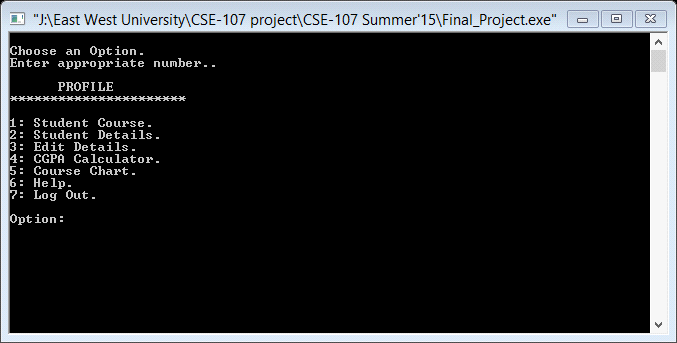 "J:\East West University\CSE-107 project\CSE-107 Summer'15\Final_Project.exe"
Choose an Option.
Enter appropriate number..
PROFILE
**********************
1: Student Course.
2: Student Details.
3: Edit Details.
4: CGPA Calculator.
5: Course Chart.
6: Help.
7: Log Out.
Option: